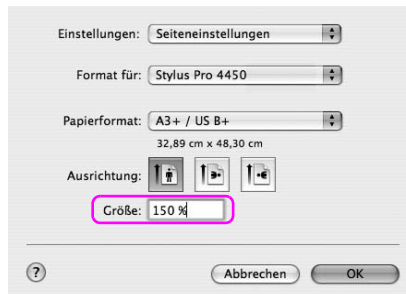 Einstellungen: Seiteneinstellungen
Format für: Stylus Pro 4450
Papierformat: A3+ / US B+
32,89 cm x 48,30 cm
Ausrichtung:
Größe: 150 %
? Abbrechen OK